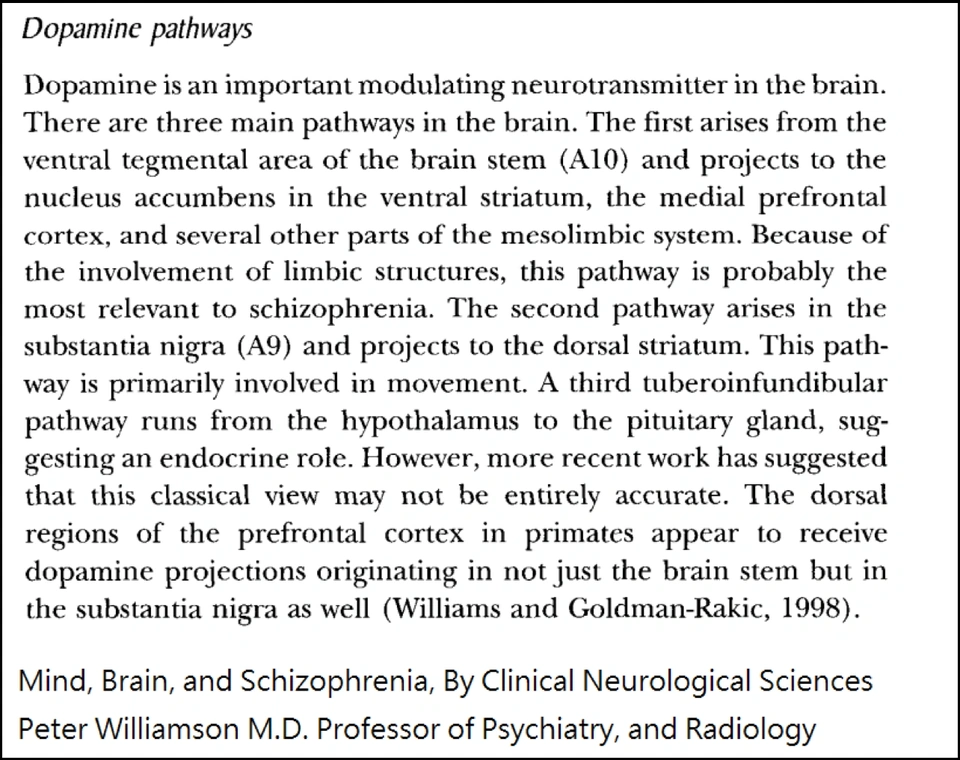 Dopamine pathways
Dopamine is an important modulating neurotransmitter in the brain.
There are three main pathways in the brain. The first arises from the
ventral tegmental area of the brain stem (A10) and projects to the
nucleus accumbens in the ventral striatum, the medial prefrontal
cortex, and several other parts of the mesolimbic system. Because of
the involvement of limbic structures, this pathway is probably the
most relevant to schizophrenia. The second pathway arises in the
substantia nigra (A9) and projects to the dorsal striatum. This path-
way is primarily involved in movement. A third tuberoinfundibular
pathway runs from the hypothalamus to the pituitary gland, sug-
gesting an endocrine role. However, more recent work has suggested
that this classical view may not be entirely accurate. The dorsal
regions of the prefrontal cortex in primates appear to receive
dopamine projections originating in not just the brain stem but in
the substantia nigra as well (Williams and Goldman-Rakic, 1998).
Mind, Brain, and Schizophrenia, By Clinical Neurological Sciences
Peter Williamson M.D. Professor of Psychiatry, and Radiology